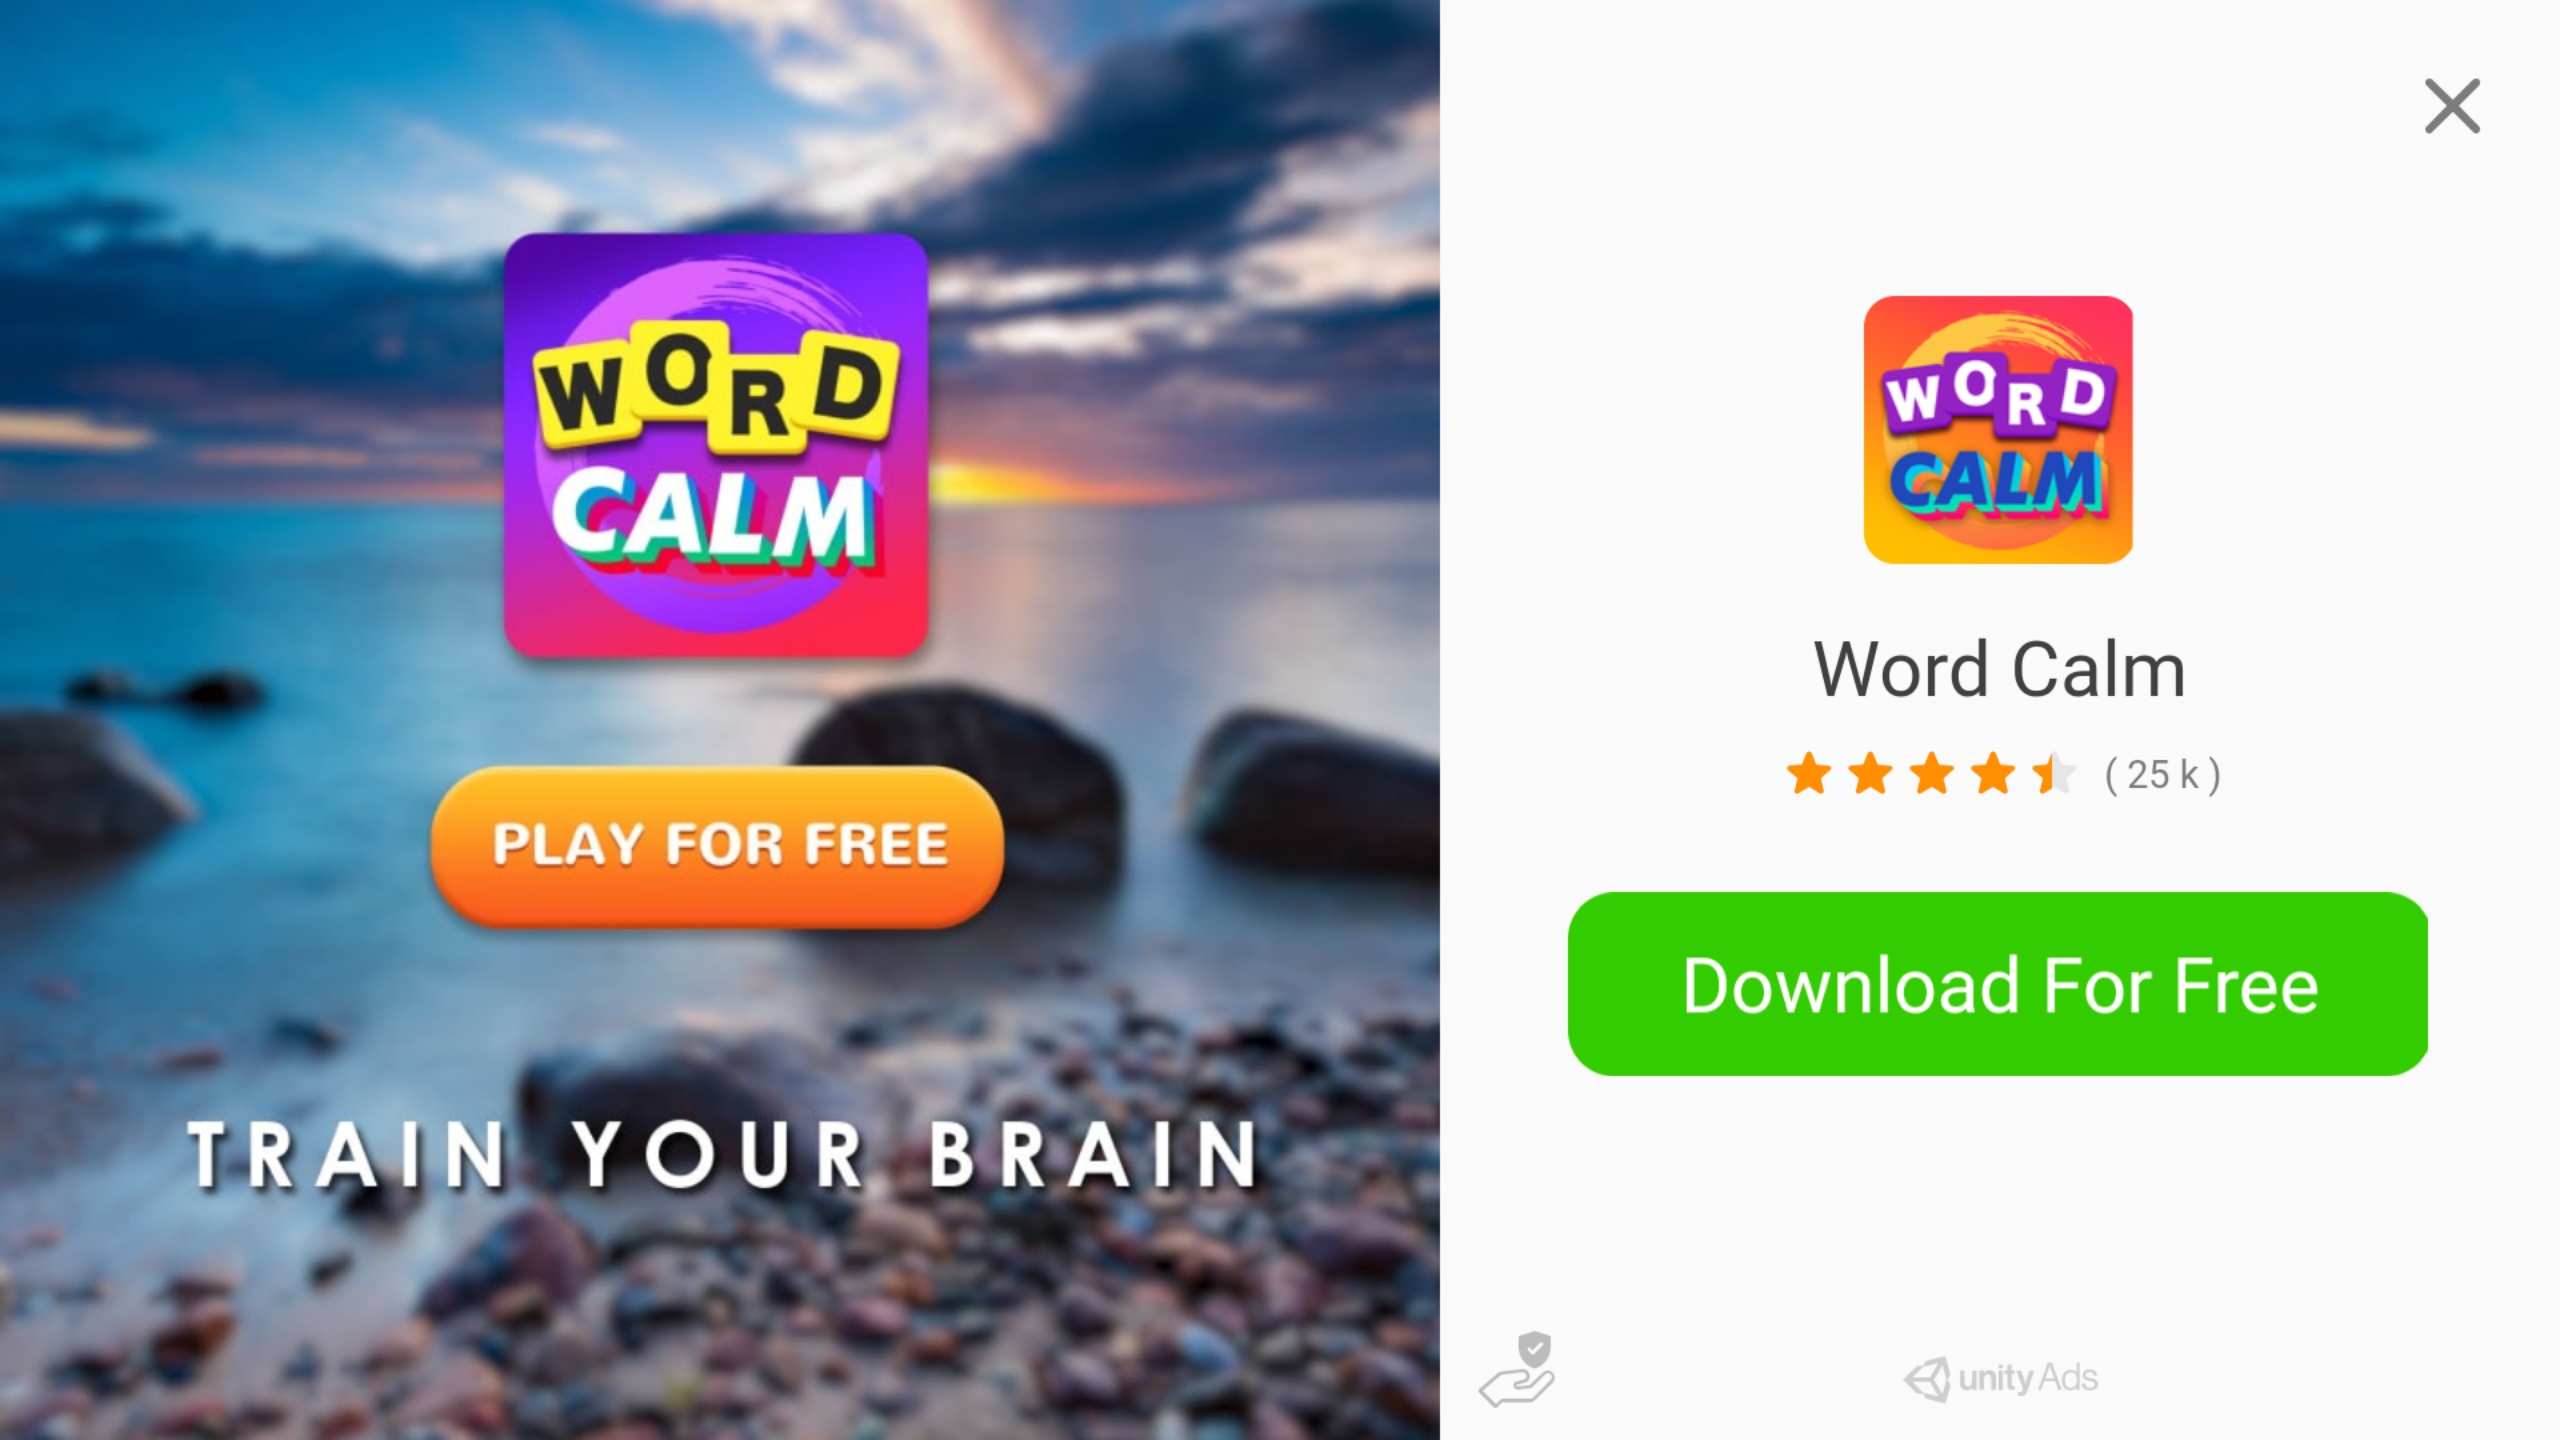 WORD
CALM
PLAY FOR FREE
TRAIN YOUR BRAIN
WORD
CALM
Word Calm
( 25 k )
Download For Free
unity Ads